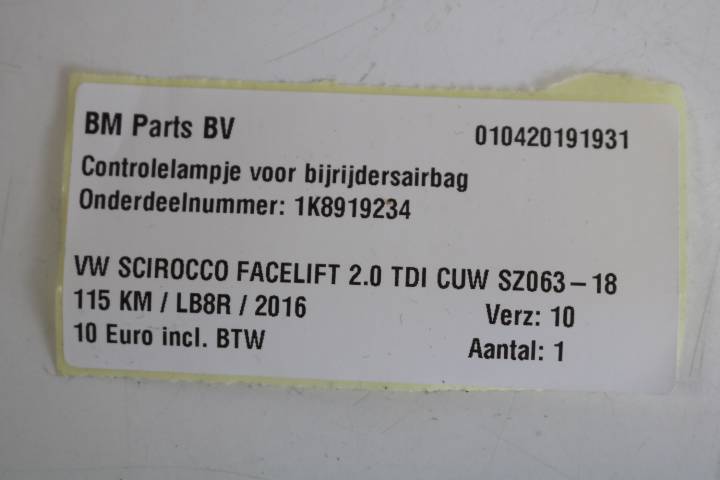 BM Parts BV 010420191931
Controlelampje voor bijrijdersairbag
Onderdeelnummer: 1K8919234
VW SCIROCCO FACELIFT 2.0 TDI CUW SZ063-18
115 KM / LB8R / 2016 Verz: 10
10 Euro incl. BTW Aantal: 1